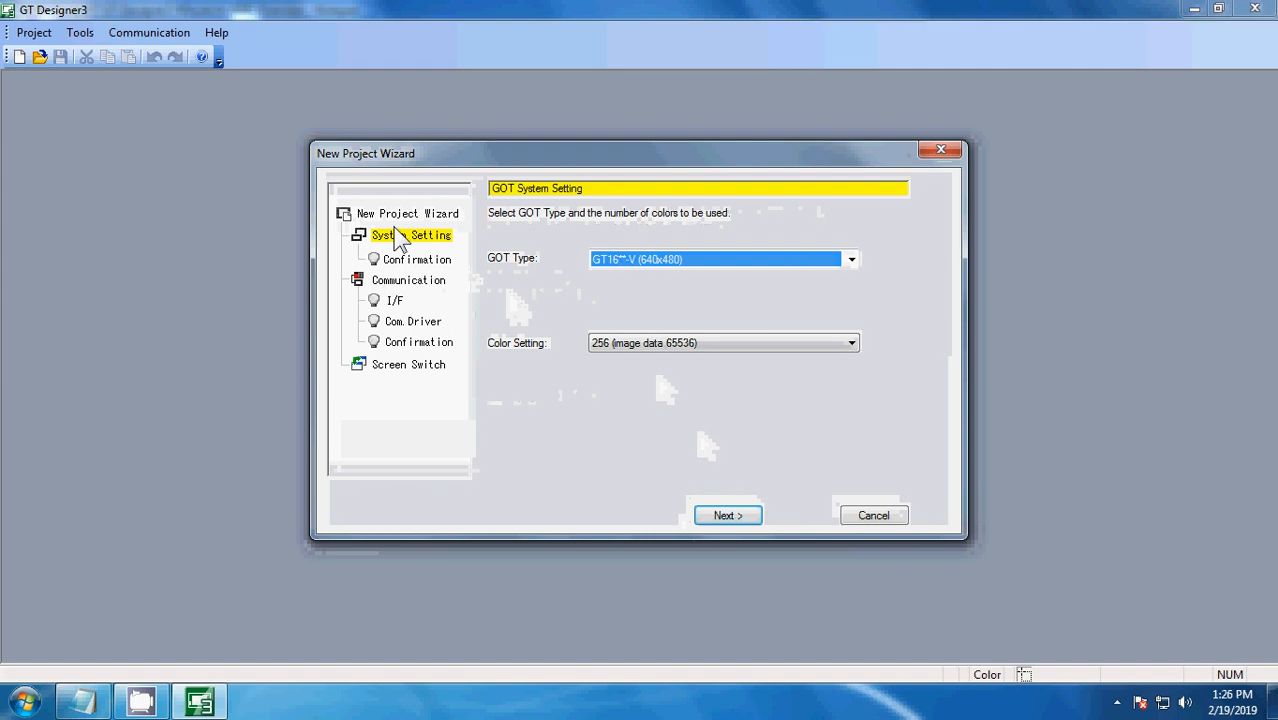 GT Designer3
Project Tools Communication Help
New Project Wizard
GOT System Setting
Select GOT Type and the number of colors to be used.
New Project Wizard
System Setting
Confirmation
Communication
I/F
Com.Driver
Confirmation
Screen Switch
GOT Type: GT16**-V (640x480)
Color Setting: 256 (image data 65536)
Next > Cancel
Color NUM
1:26 PM
2/19/2019